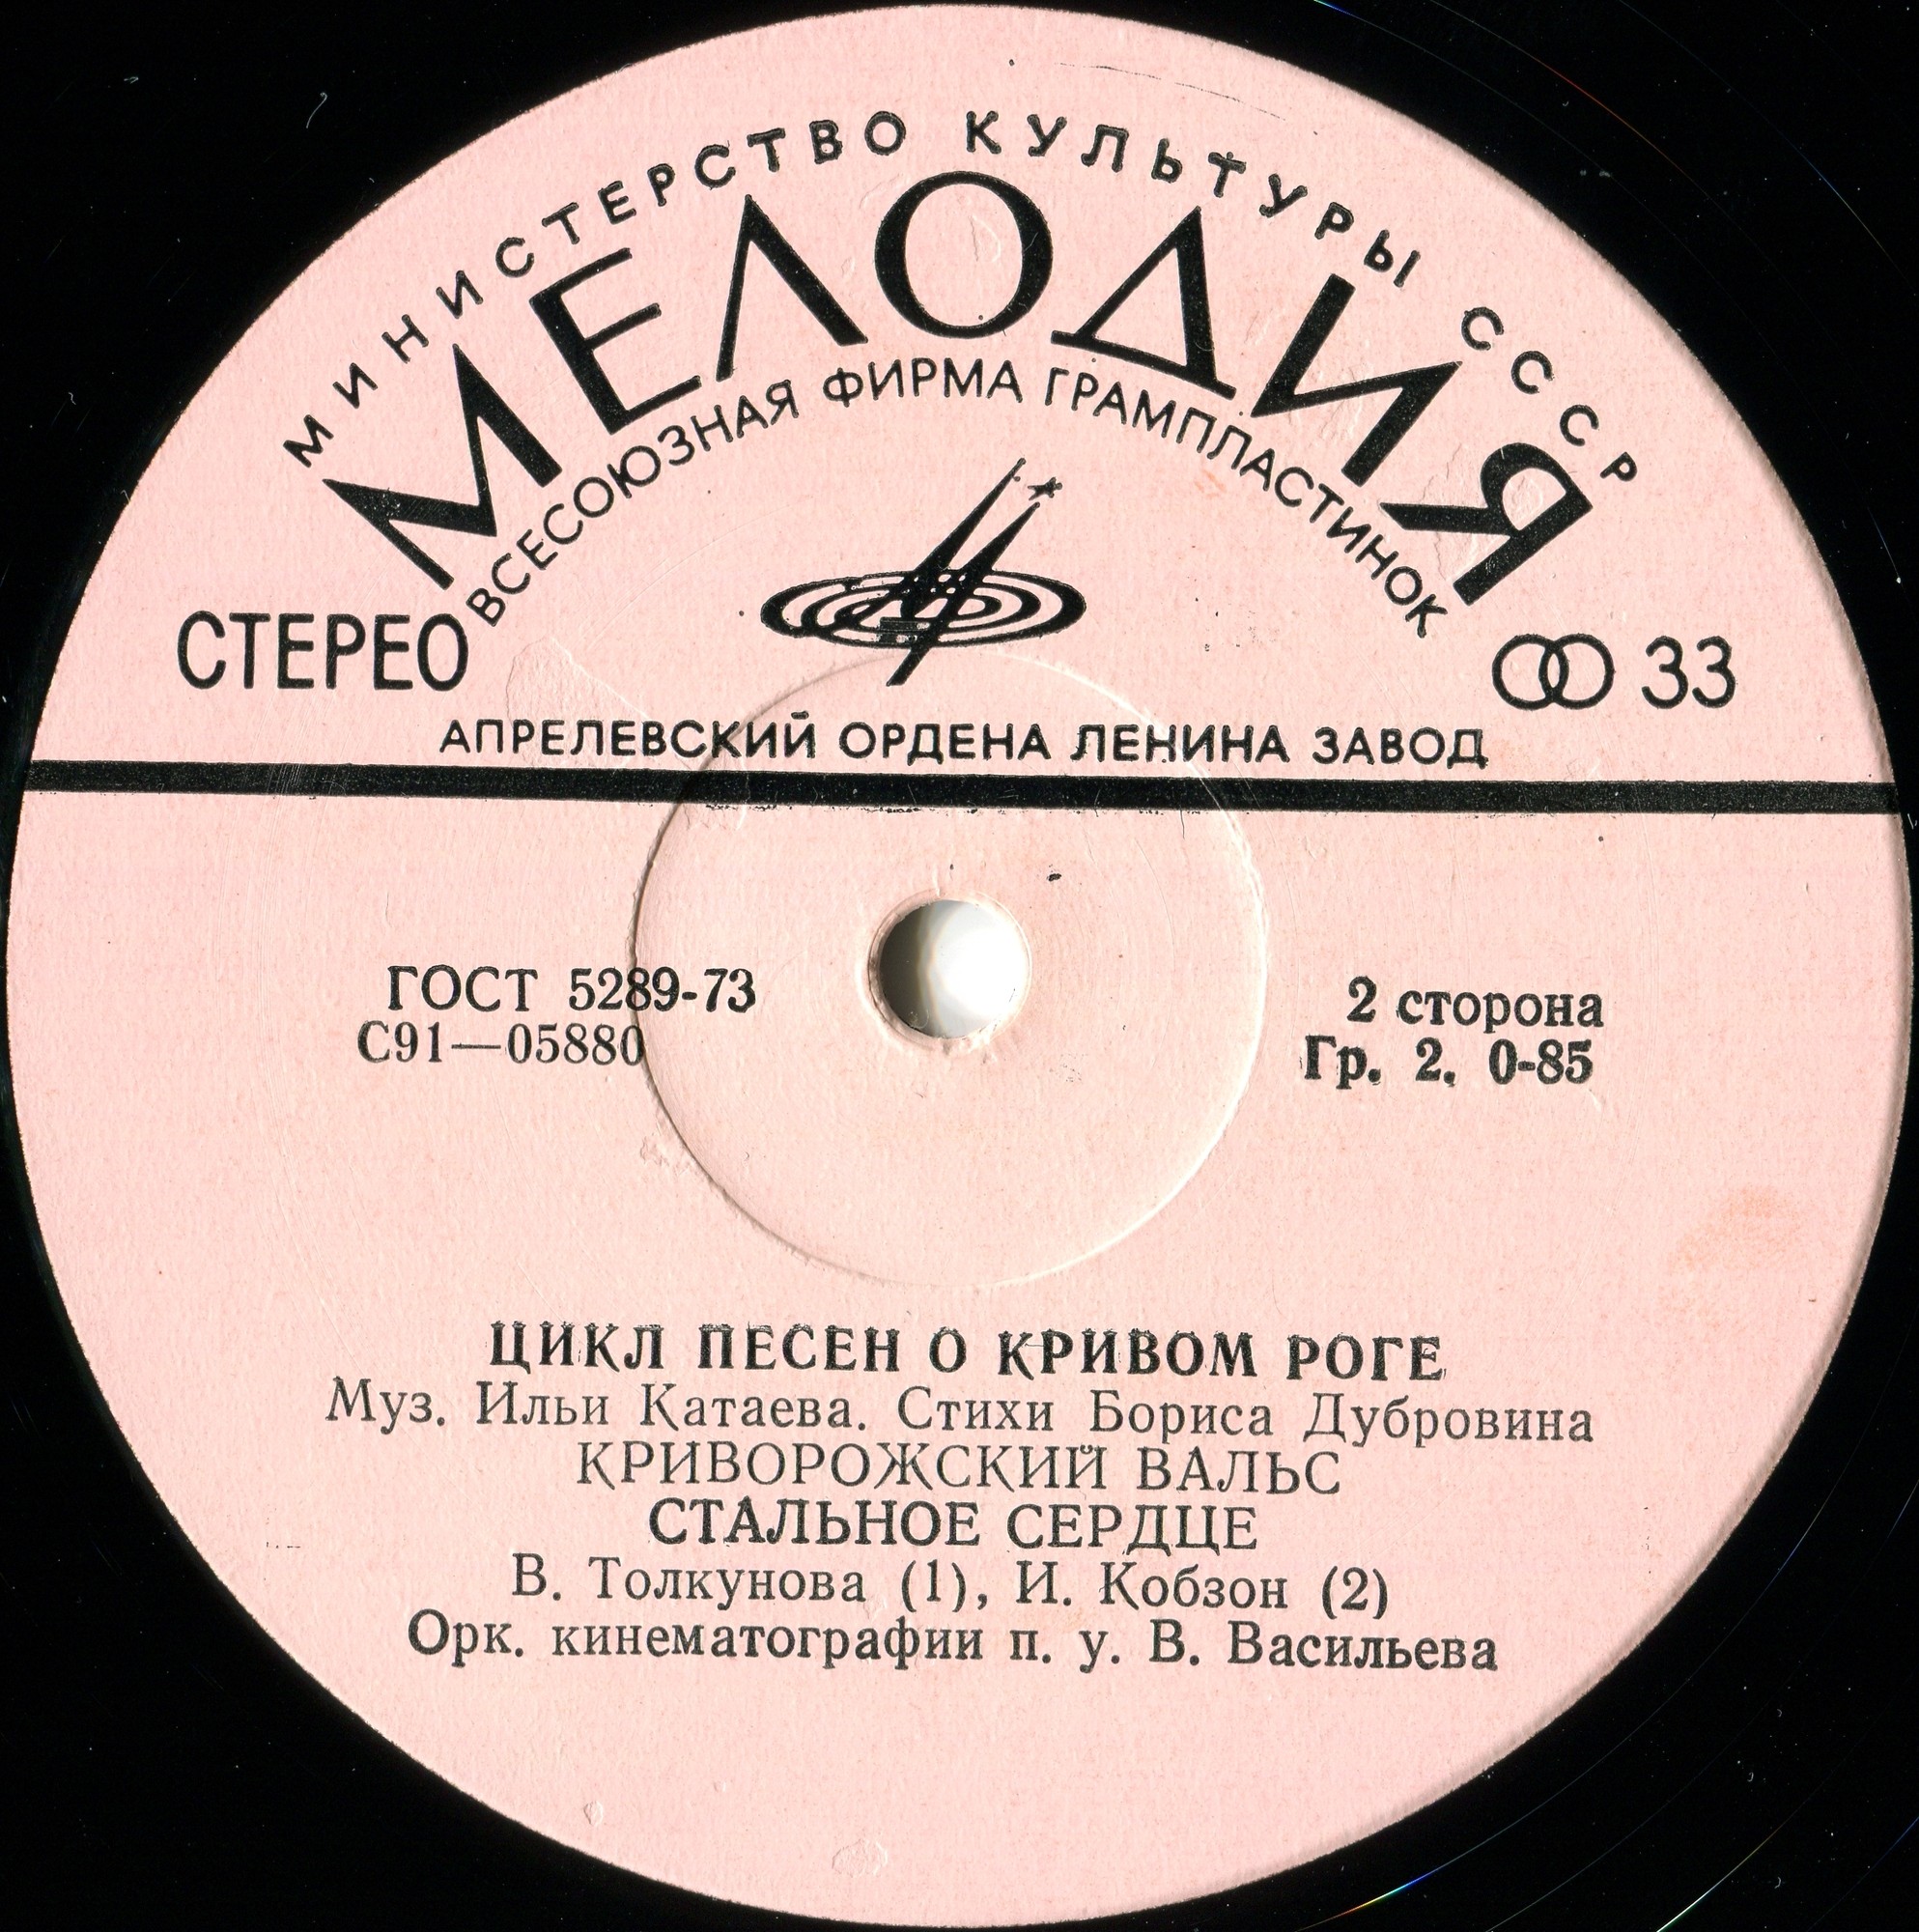 МИНИСТЕРСТВО КУЛЬТУРЫ СССР
МЕЛОДИЯ
ВСЕСОЮЗНАЯ ФИРМА ГРАМПЛАСТИНОК
СТЕРЕО
33
АПРЕЛЕВСКИЙ ОРДЕНА ЛЕНИНА ЗАВОД
ГОСТ 5289-73
С91—05880
2 сторона
Гр. 2. 0-85
ЦИКЛ ПЕСЕН О КРИВОМ РОГЕ
Муз. Ильи Катаева. Стихи Бориса Дубровина
КРИВОРОЖСКИЙ ВАЛЬС
СТАЛЬНОЕ СЕРДЦЕ
В. Толкунова (1), И. Кобзон (2)
Орк. кинематографии п. у. В. Васильева